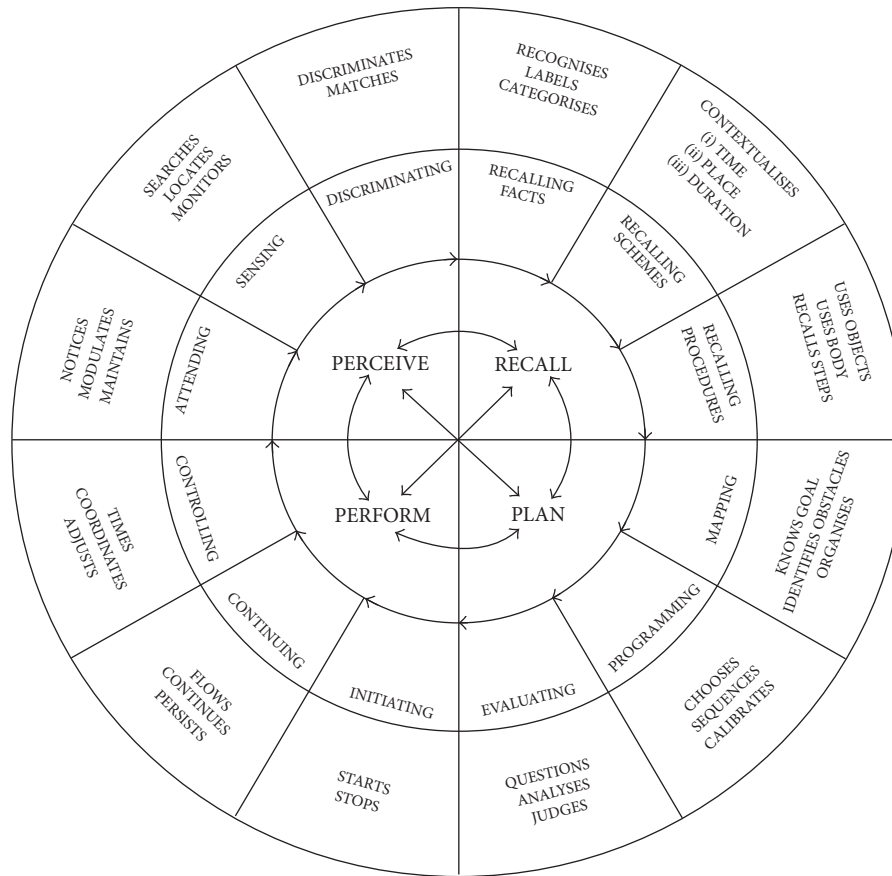 DISCRIMINATES
MATCHES
RECOGNISES
LABELS
CATEGORISES
CONTEXTUALISES
(i) TIME
(ii) PLACE
(iii) DURATION
USES OBJECTS
USES BODY
RECALLS STEPS
KNOWS GOAL
IDENTIFIES OBSTACLES
ORGANISES
CHOOSES
SEQUENCES
CALIBRATES
QUESTIONS
ANALYSES
JUDGES
STARTS
STOPS
FLOWS
CONTINUES
PERSISTS
TIMES
COORDINATES
ADJUSTS
NOTICES
MODULATES
MAINTAINS
SEARCHES
LOCATES
MONITORS
DISCRIMINATING
RECALLING
FACTS
RECALLING
SCHEMES
RECALLING
PROCEDURES
MAPPING
PROGRAMMING
EVALUATING
INITIATING
CONTINUING
CONTROLLING
ATTENDING
SENSING
PERCEIVE
RECALL
PERFORM
PLAN